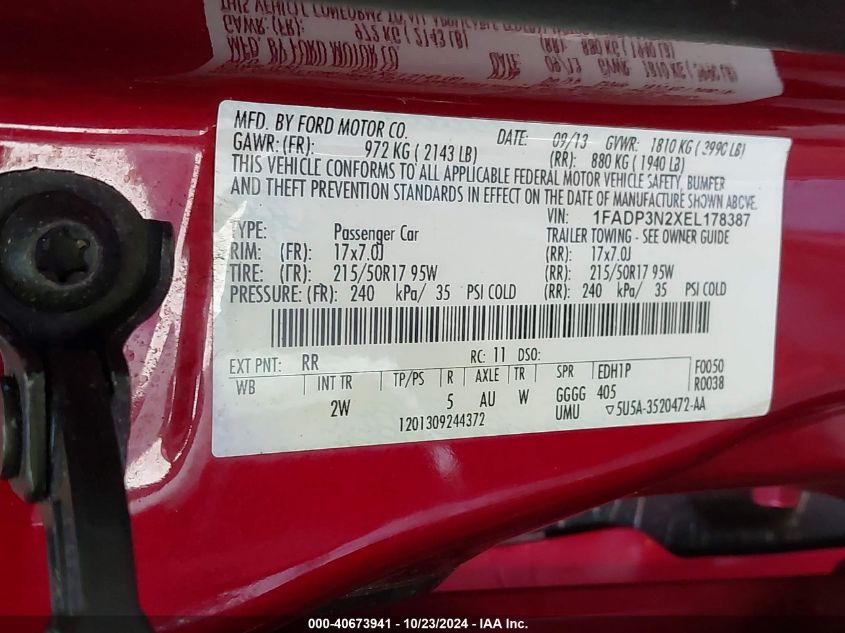 MFD. BY FORD MOTOR CO.
DATE: 09/13 GVWR: 1810 KG ( 3990 LB)
GAWR: (FR): 972 KG ( 2143 LB) (RR): 880 KG ( 1940 LB)
THIS VEHICLE CONFORMS TO ALL APPLICABLE FEDERAL MOTOR VEHICLE SAFETY, BUMPER
AND THEFT PREVENTION STANDARDS IN EFFECT ON THE DATE OF MANUFACTURE SHOWN ABOVE.
VIN: 1FADP3N2XEL178387
TYPE: Passenger Car TRAILER TOWING - SEE OWNER GUIDE
RIM: (FR): 17x7.0J (RR): 17x7.0J
TIRE: (FR): 215/50R17 95W (RR): 215/50R17 95W
PRESSURE: (FR): 240 kPa/ 35 PSI COLD (RR): 240 kPa/ 35 PSI COLD
EXT PNT: RR RC: 11 DSO: F0050
WB INT TR TP/PS R AXLE TR SPR EDH1P R0038
2W 5 AU W GGGG 405
UMU ▽5U5A-3520472-AA
1201309244372
000-40673941 - 10/23/2024 - IAA Inc.